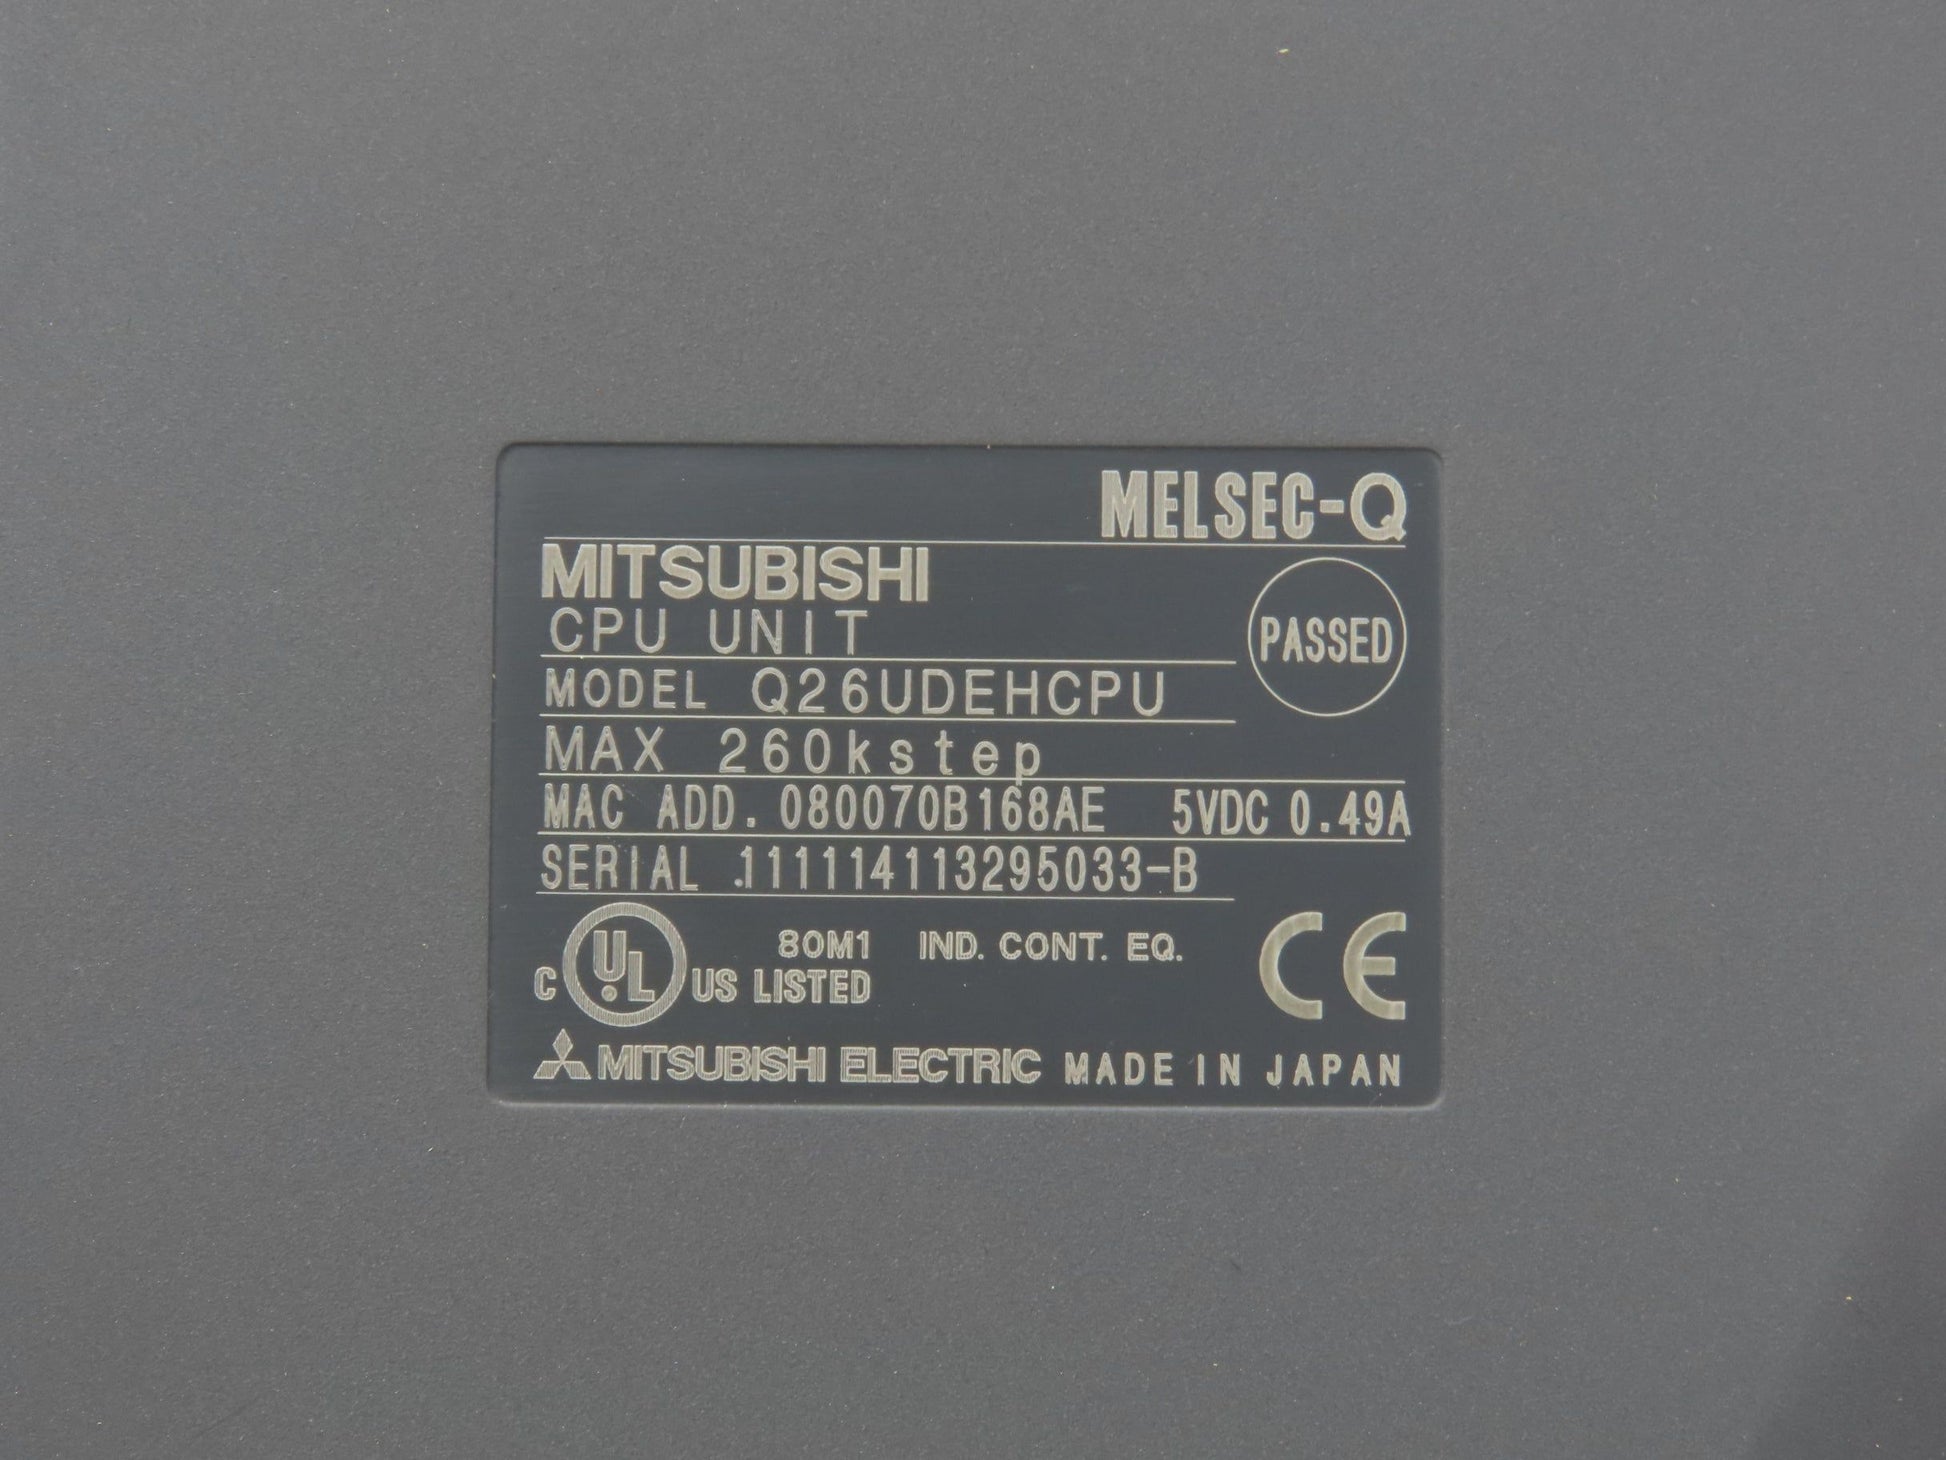 MELSEC-Q
MITSUBISHI
CPU UNIT
PASSED
MODEL Q26UDEHCPU
MAX 260kstep
MAC ADD. 080070B168AE 5VDC 0.49A
SERIAL 111114113295033-B
80M1 IND. CONT. EQ.
C UL US LISTED
CE
MITSUBISHI ELECTRIC MADE IN JAPAN